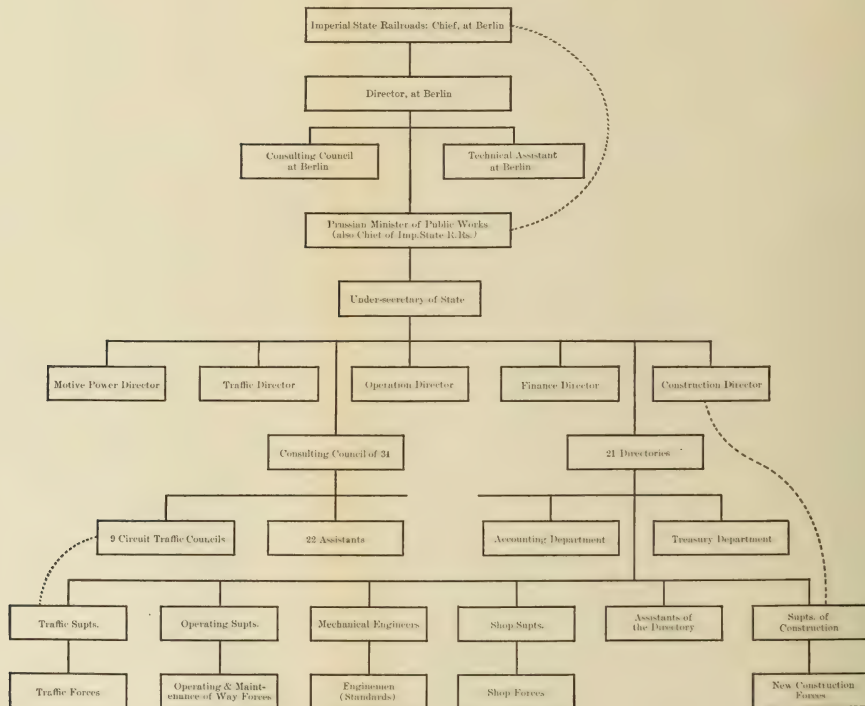 Imperial State Railroads: Chief, at Berlin
Director, at Berlin
Consulting Council
at Berlin
Technical Assistant
at Berlin
Prussian Minister of Public Works
(also Chief of Imp. State R.Rs.)
Under-secretary of State
Motive Power Director
Traffic Director
Operation Director
Finance Director
Construction Director
Consulting Council of 34
21 Directories
9 Circuit Traffic Councils
22 Assistants
Accounting Department
Treasury Department
Traffic Supts.
Operating Supts.
Mechanical Engineers
Shop Supts.
Assistants of
the Directory
Supts. of
Construction
Traffic Forces
Operating & Maint-
enance of Way Forces
Enginemen
(Standards)
Shop Forces
New Construction
Forces